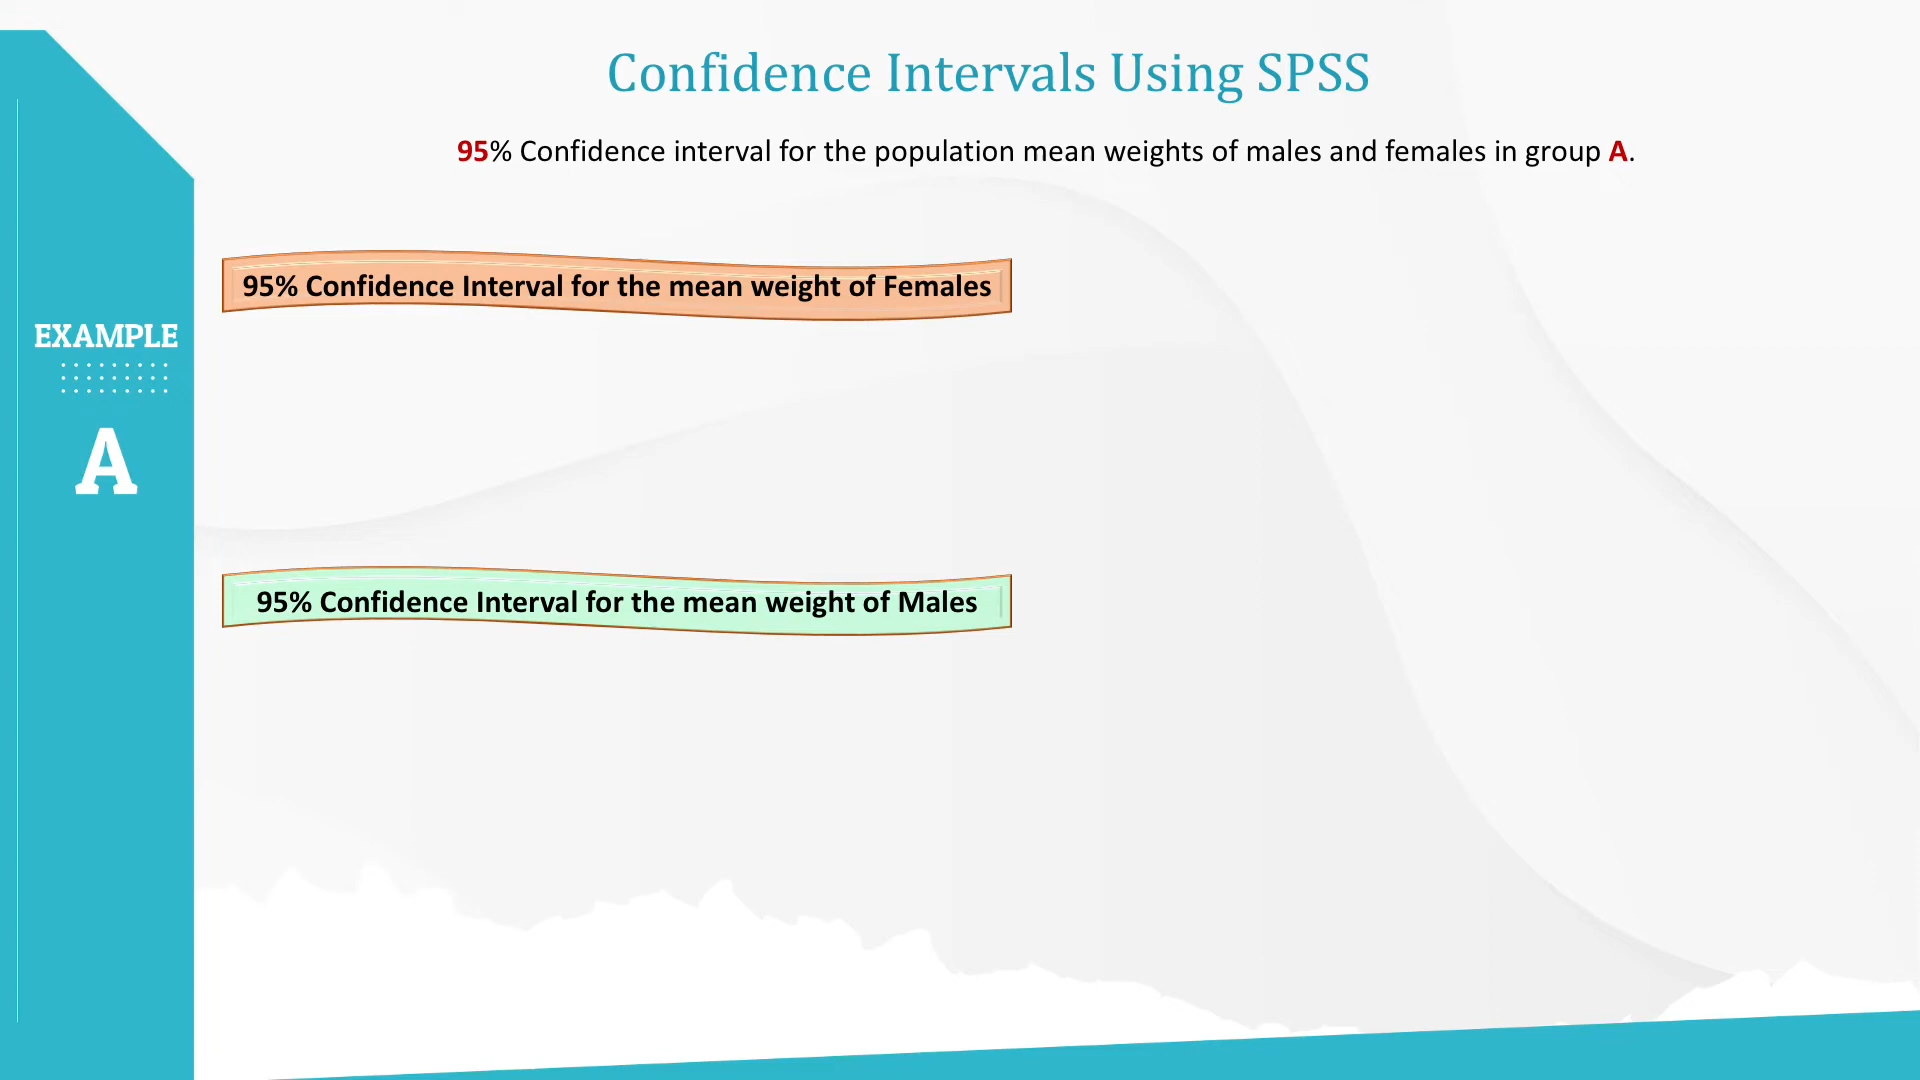 Confidence Intervals Using SPSS
95% Confidence interval for the population mean weights of males and females in group A.
95% Confidence Interval for the mean weight of Females
EXAMPLE
A
95% Confidence Interval for the mean weight of Males